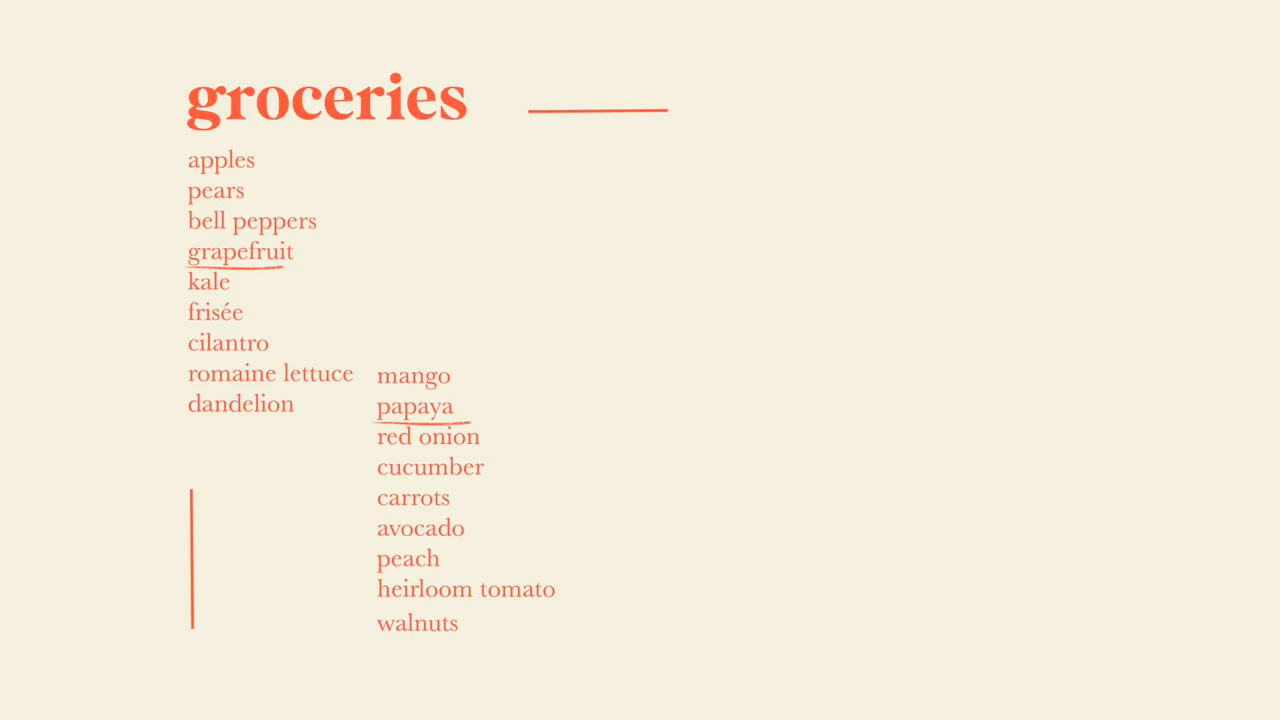 groceries
apples
pears
bell peppers
grapefruit
kale
frisée
cilantro
romaine lettuce
dandelion
mango
papaya
red onion
cucumber
carrots
avocado
peach
heirloom tomato
walnuts